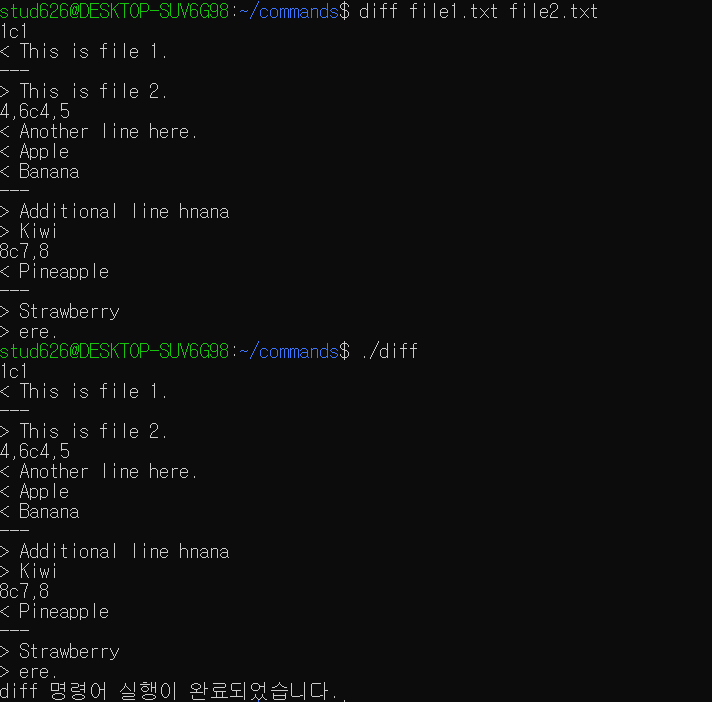 stud626@DESKTOP-SUV6G98:~/commands$ diff file1.txt file2.txt
1c1
< This is file 1.
---
> This is file 2.
4,6c4,5
< Another line here.
< Apple
< Banana
---
> Additional line hnana
> Kiwi
8c7,8
< Pineapple
---
> Strawberry
> ere.
stud626@DESKTOP-SUV6G98:~/commands$ ./diff
1c1
< This is file 1.
---
> This is file 2.
4,6c4,5
< Another line here.
< Apple
< Banana
---
> Additional line hnana
> Kiwi
8c7,8
< Pineapple
---
> Strawberry
> ere.
diff 명령어 실행이 완료되었습니다.